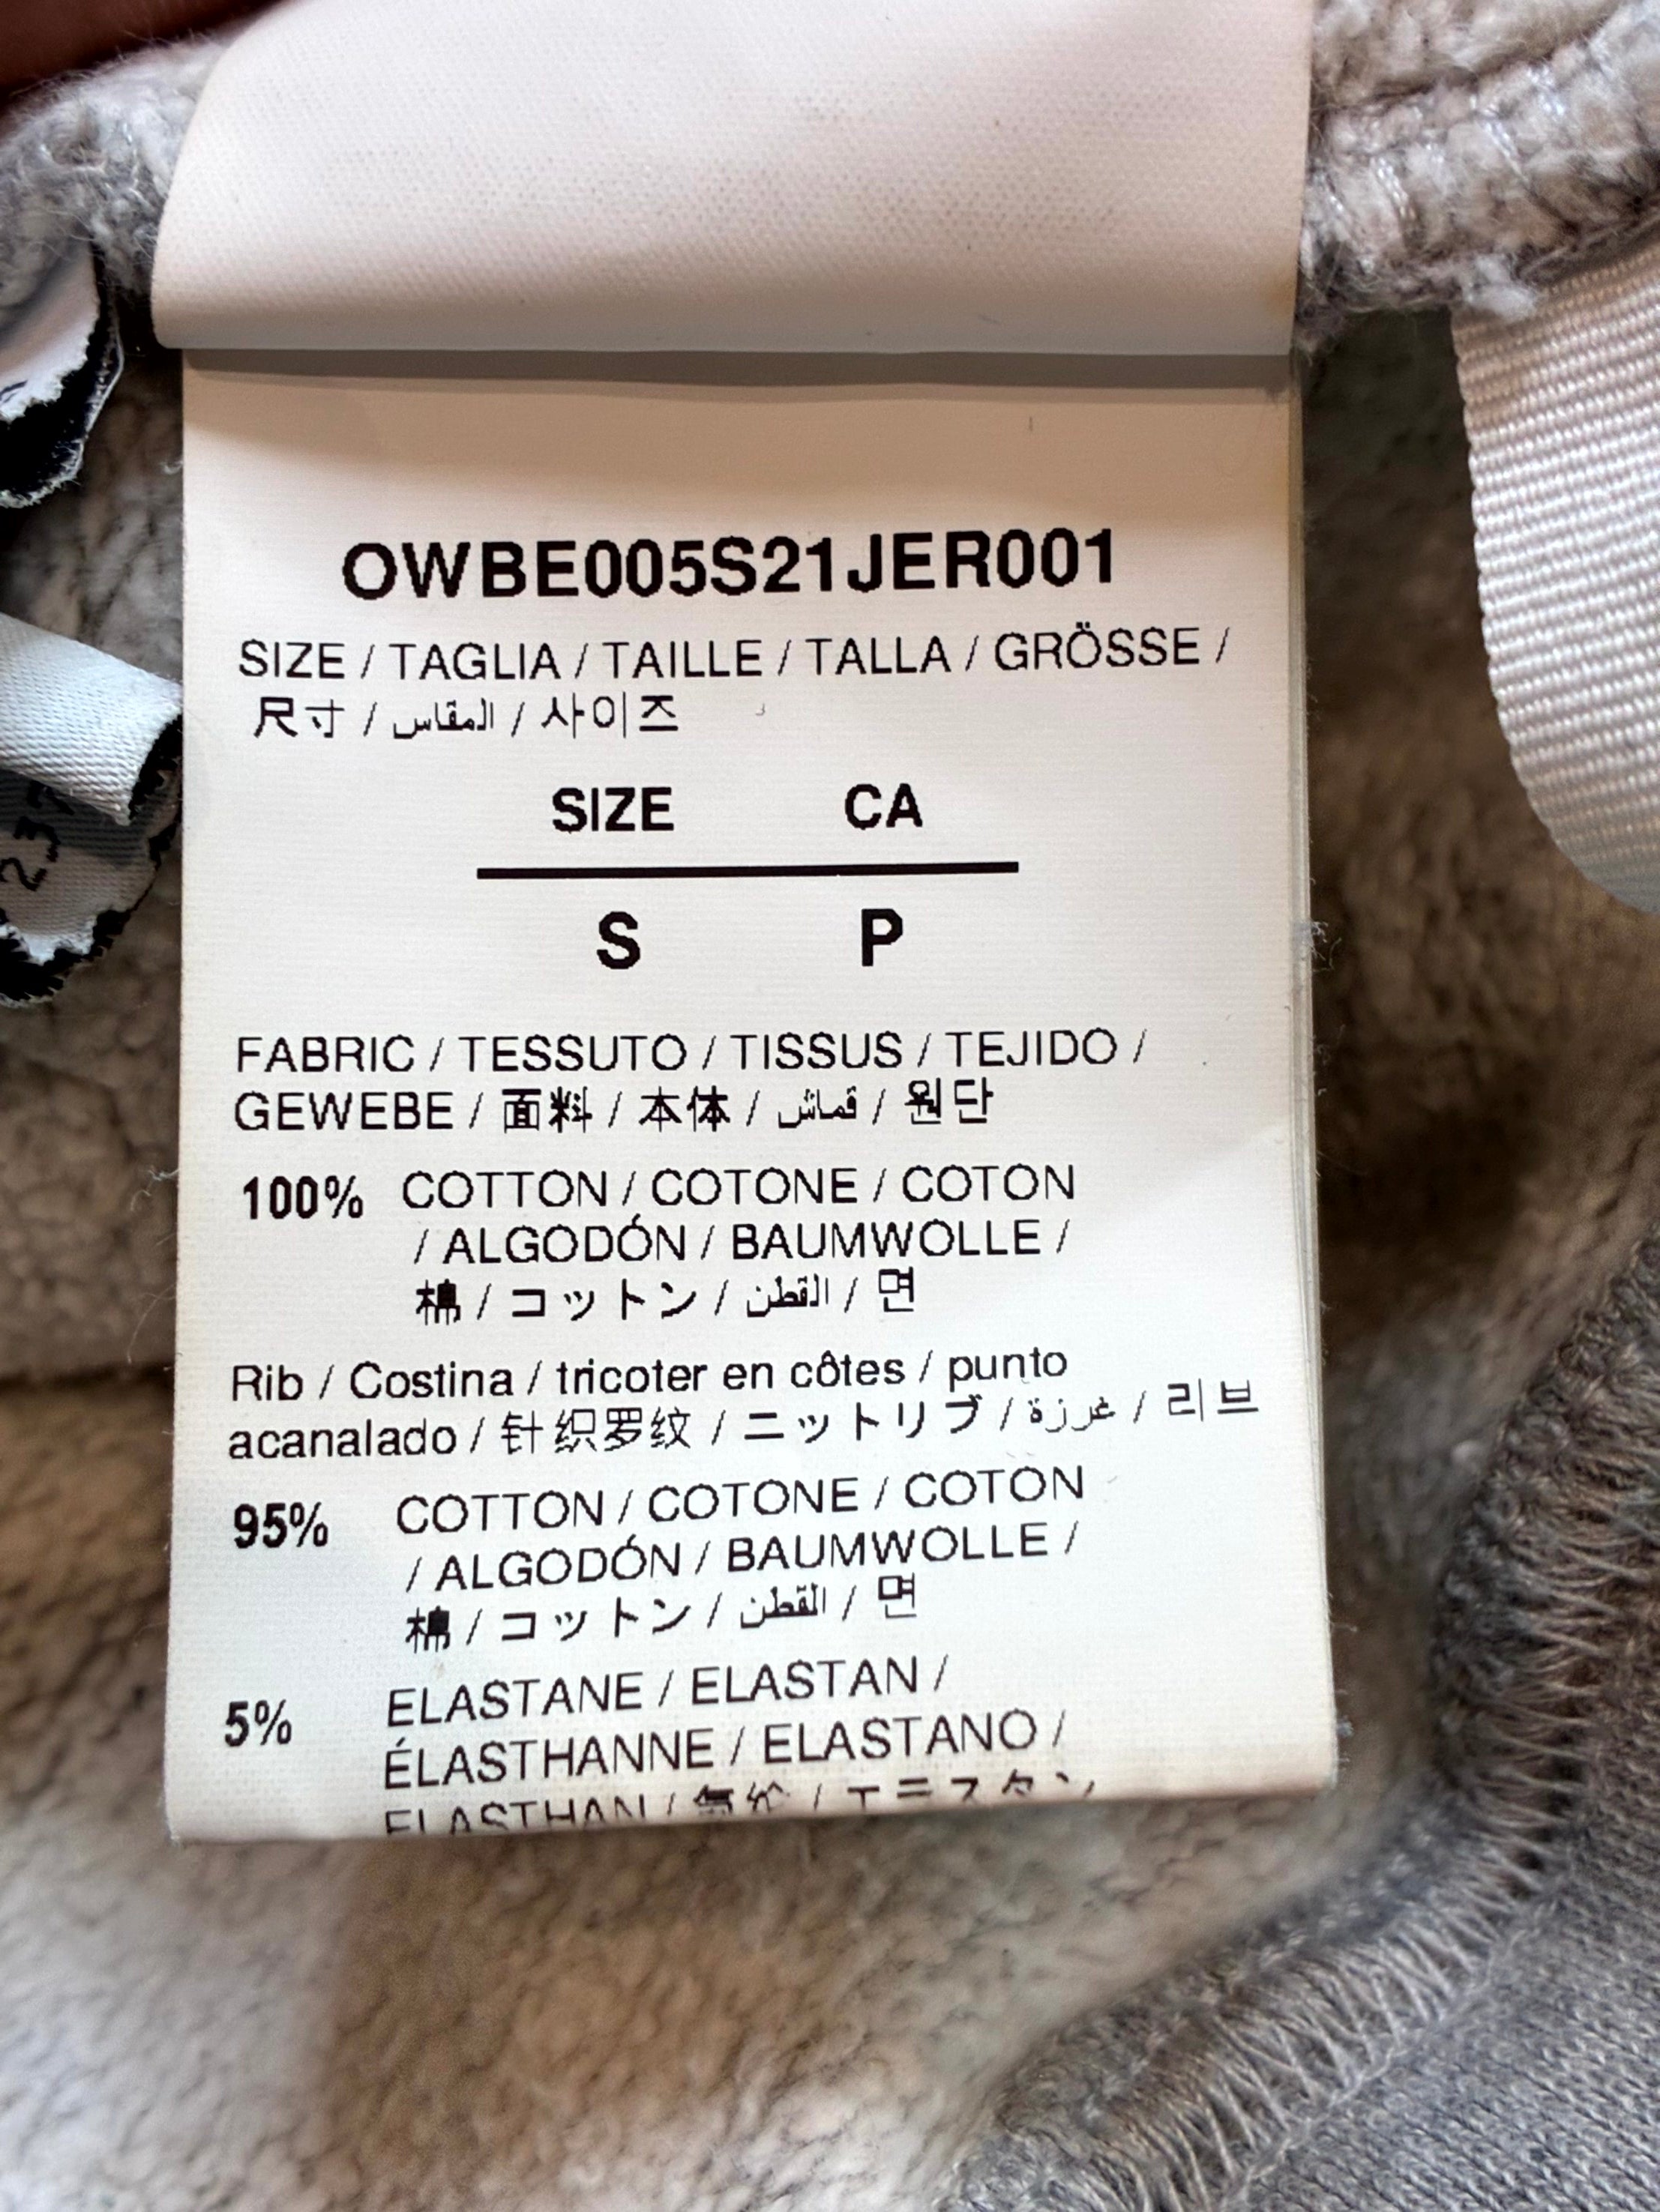 OWBE005S21JER001
SIZE / TAGLIA / TAILLE / TALLA / GRÖSSE /
尺寸 / المقاس / 사이즈
SIZE CA
S P
FABRIC / TESSUTO / TISSUS / TEJIDO /
GEWEBE / 面料 / 本体 / قماش / 원단
100% COTTON / COTONE / COTON
/ ALGODÓN / BAUMWOLLE /
棉 / コットン / القطن / 면
Rib / Costina / tricoter en côtes / punto
acanalado / 针织罗纹 / ニットリブ / غرزة / 리브
95% COTTON / COTONE / COTON
/ ALGODÓN / BAUMWOLLE /
棉 / コットン / القطن / 면
5% ELASTANE / ELASTAN /
ÉLASTHANNE / ELASTANO /
ELASTHAN /